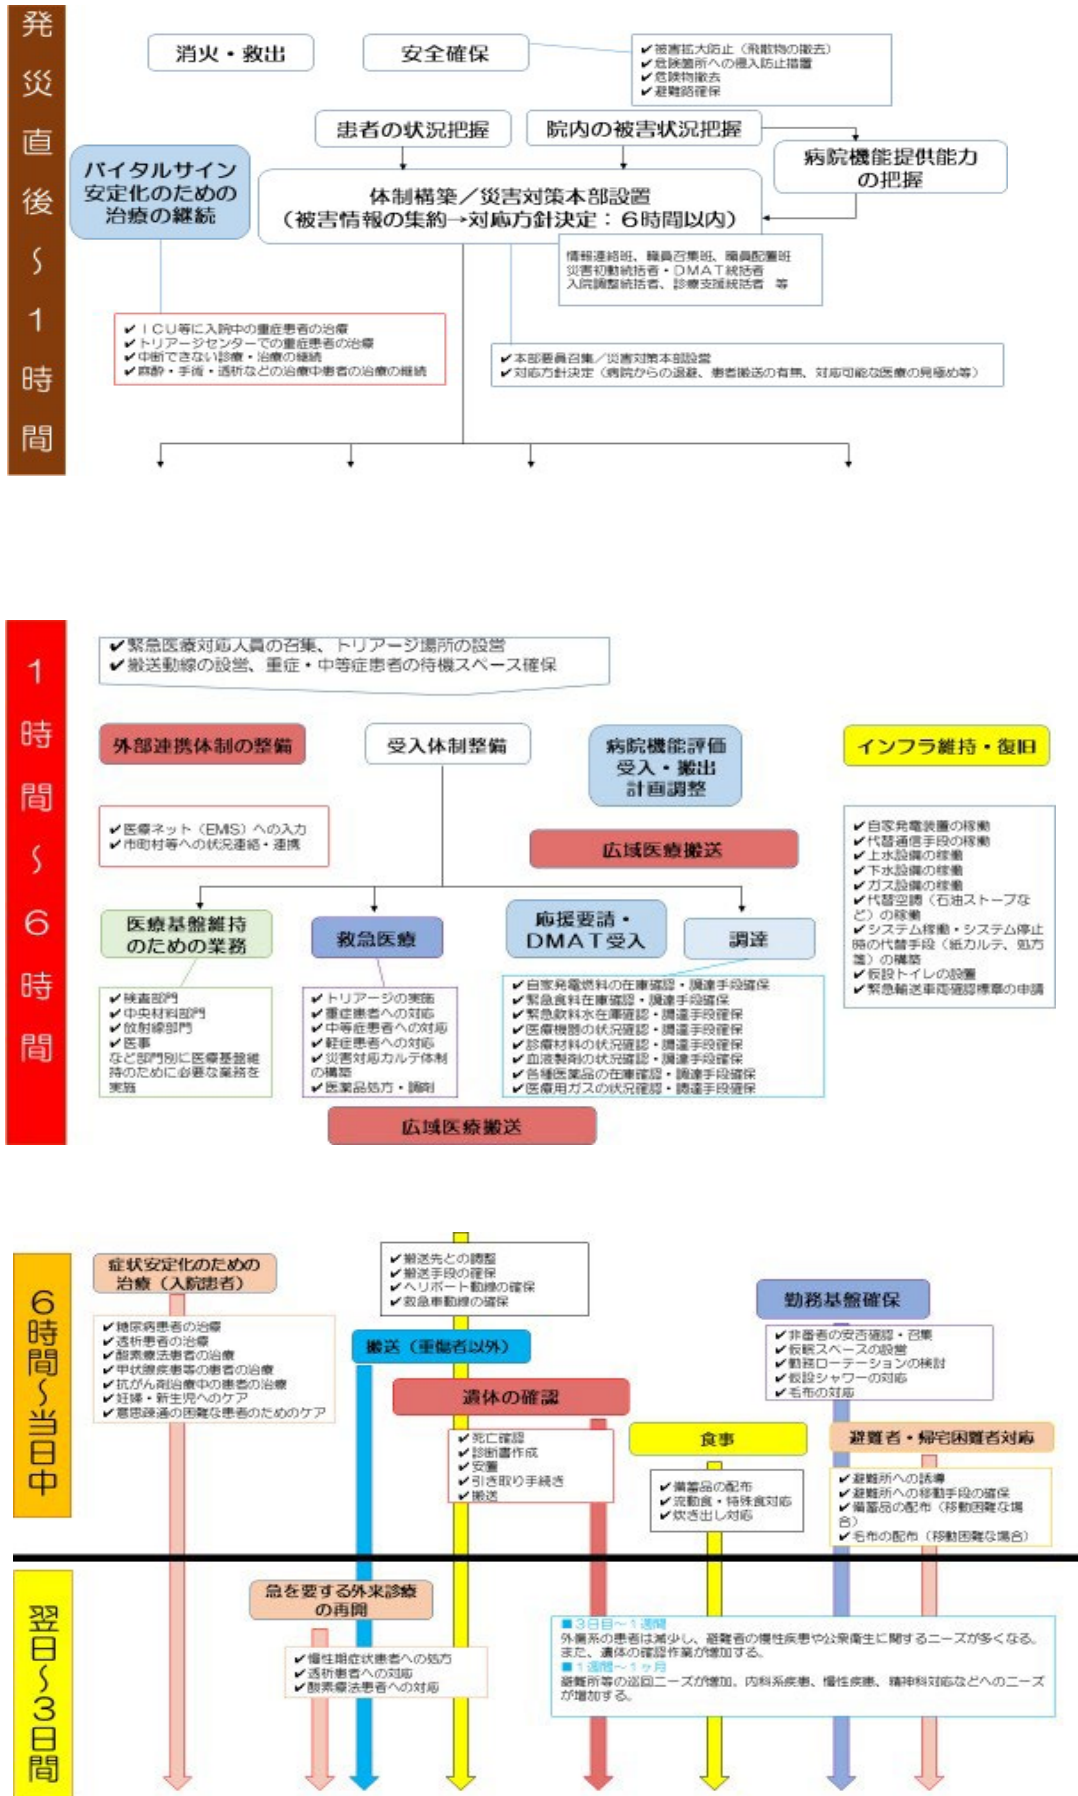 発災直後～1時間
消火・救出
安全確保
✔被害拡大防止（飛散物の撤去）
✔危険箇所への侵入防止措置
✔危険物撤去
✔避難路確保
患者の状況把握
院内の被害状況把握
病院機能提供能力
の把握
バイタルサイン
安定化のための
治療の継続
体制構築／災害対策本部設置
（被害情報の集約→対応方針決定：6時間以内）
情報連絡班、職員召集班、職員配置班
災害初動統括者・DMAT統括者
入院調整統括者、診療支援統括者　等
✔ＩＣＵ等に入院中の重症患者の治療
✔トリアージセンターでの重症患者の治療
✔中断できない診療・治療の継続
✔麻酔・手術・透析などの治療中患者の治療の継続
✔本部要員召集／災害対策本部設営
✔対応方針決定（病院からの退避、患者搬送の有無、対応可能な医療の見極め等）
1時間～6時間
✔緊急医療対応人員の召集、トリアージ場所の設営
✔搬送動線の設営、重症・中等症患者の待機スペース確保
外部連携体制の整備
受入体制整備
病院機能評価
受入・搬出
計画調整
インフラ維持・復旧
✔医療ネット（EMIS）への入力
✔市町村等への状況連絡・連携
広域医療搬送
✔自家発電装置の稼働
✔代替通信手段の稼働
✔上水設備の稼働
✔下水設備の稼働
✔ガス設備の稼働
✔代替空調（石油ストーブな
ど）の稼働
✔システム稼働・システム停止
時の代替手段（紙カルテ、処方
箋）の構築
✔仮設トイレの設置
✔緊急輸送車両確認標章の申請
医療基盤維持
のための業務
救急医療
応援要請・
DMAT受入
調達
✔検査部門
✔中央材料部門
✔放射線部門
✔医事
など部門別に医療基盤維
持のために必要な業務を
実施
✔トリアージの実施
✔重症患者への対応
✔中等症患者への対応
✔軽症患者への対応
✔災害対応カルテ体制
の構築
✔医薬品処方・調剤
✔自家発電燃料の在庫確認・調達手段確保
✔緊急食料在庫確認・調達手段確保
✔緊急飲料水在庫確認・調達手段確保
✔医療機器の状況確認・調達手段確保
✔診療材料の状況確認・調達手段確保
✔血液製剤の状況確認・調達手段確保
✔各種医薬品の在庫確認・調達手段確保
✔医療用ガスの状況確認・調達手段確保
広域医療搬送
6時間～当日中
症状安定化のための
治療（入院患者）
✔糖尿病患者の治療
✔透析患者の治療
✔酸素療法患者の治療
✔甲状腺疾患等の患者の治療
✔抗がん剤治療中の患者の治療
✔妊婦・新生児へのケア
✔意思疎通の困難な患者のためのケア
✔搬送先との調整
✔搬送手段の確保
✔ヘリポート動線の確保
✔救急車動線の確保
搬送（重傷者以外）
遺体の確認
✔死亡確認
✔診断書作成
✔安置
✔引き取り手続き
✔搬送
勤務基盤確保
✔非番者の安否確認・召集
✔仮眠スペースの設営
✔勤務ローテーションの検討
✔仮設シャワーの対応
✔毛布の対応
食事
✔備蓄品の配布
✔流動食・特殊食対応
✔炊き出し対応
避難者・帰宅困難者対応
✔避難所への誘導
✔避難所への移動手段の確保
✔備蓄品の配布（移動困難な場
合）
✔毛布の配布（移動困難な場合）
翌日～3日間
急を要する外来診療
の再開
✔慢性期症状患者への処方
✔透析患者への対応
✔酸素療法患者への対応
■3日目～1週間
外傷系の患者は減少し、避難者の慢性疾患や公衆衛生に関するニーズが多くなる。
また、遺体の確認作業が増加する。
■1週間～1ヶ月
避難所等の巡回ニーズが増加、内科系疾患、慢性疾患、精神科対応などへのニーズ
が増加する。